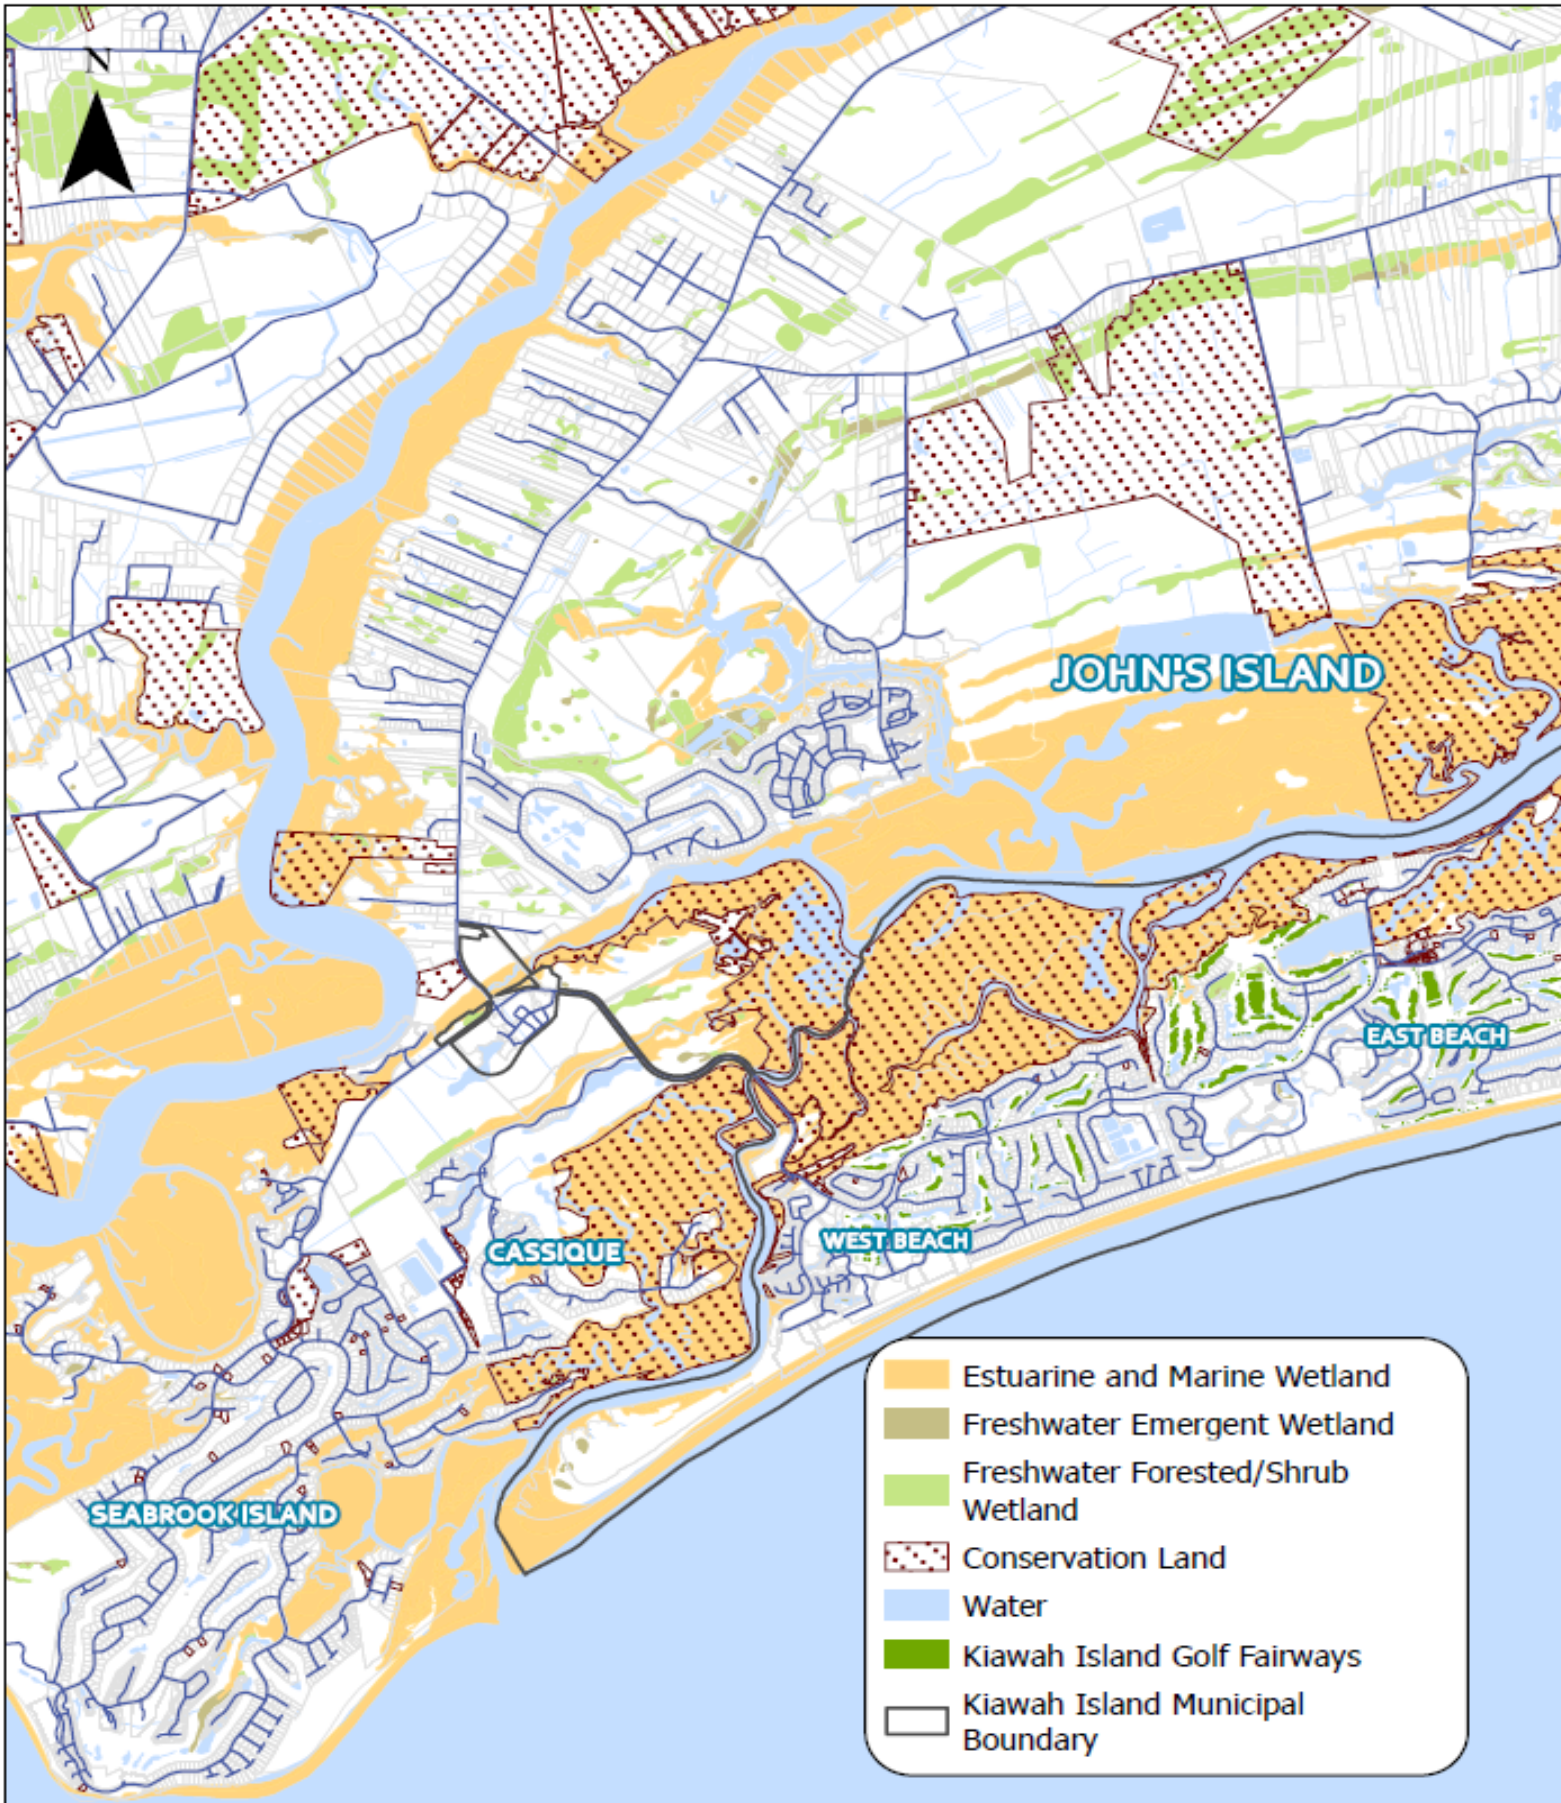 N
JOHN'S ISLAND
EAST BEACH
WEST BEACH
CASSIQUE
SEABROOK ISLAND
Estuarine and Marine Wetland
Freshwater Emergent Wetland
Freshwater Forested/Shrub
Wetland
Conservation Land
Water
Kiawah Island Golf Fairways
Kiawah Island Municipal
Boundary